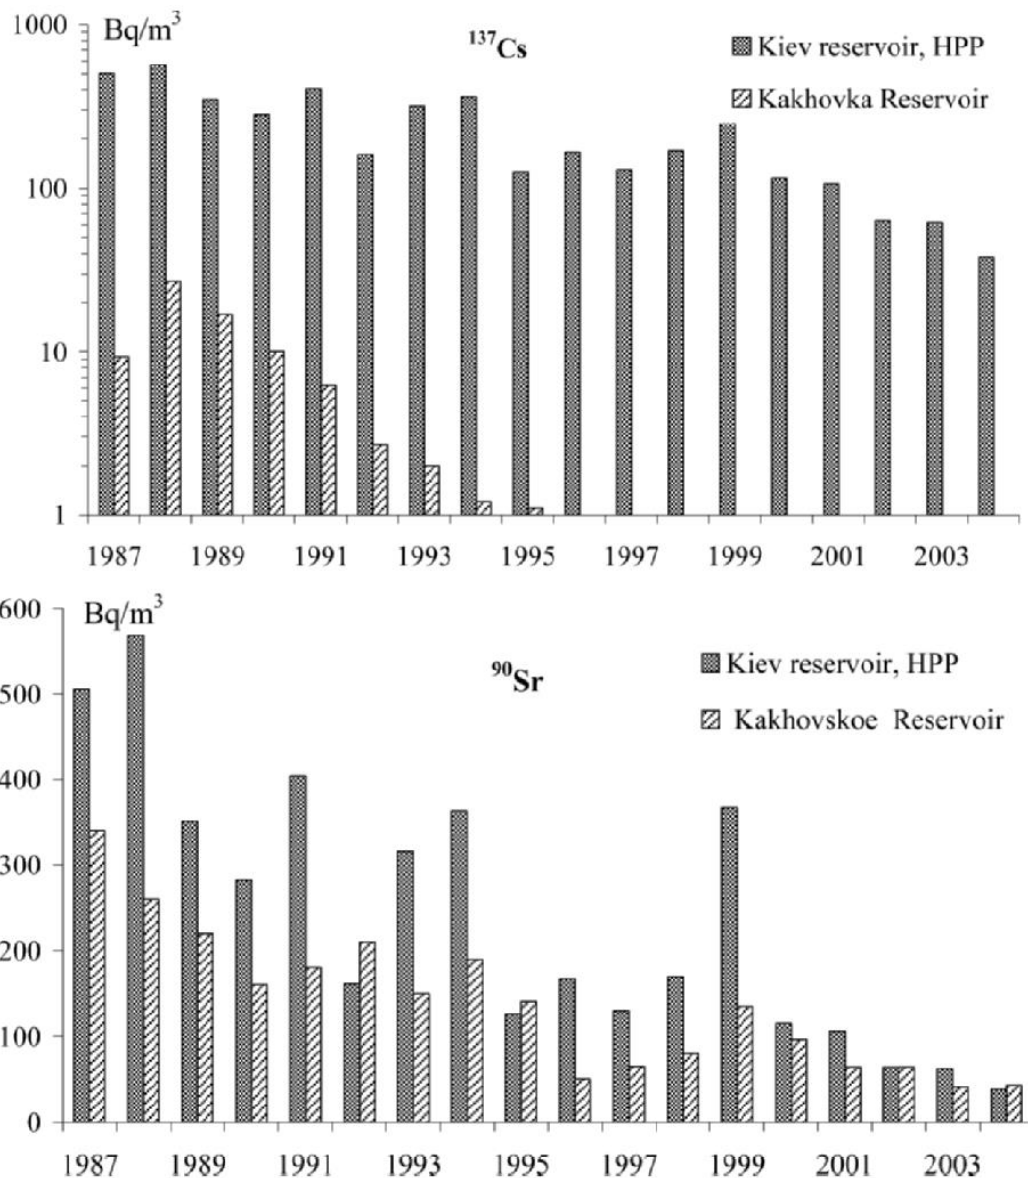 1000
Bq/m³
¹³⁷Cs
Kiev reservoir, HPP
Kakhovka Reservoir
100
10
1
1987 1989 1991 1993 1995 1997 1999 2001 2003
600
Bq/m³
⁹⁰Sr
Kiev reservoir, HPP
Kakhovskoe Reservoir
500
400
300
200
100
0
1987 1989 1991 1993 1995 1997 1999 2001 2003